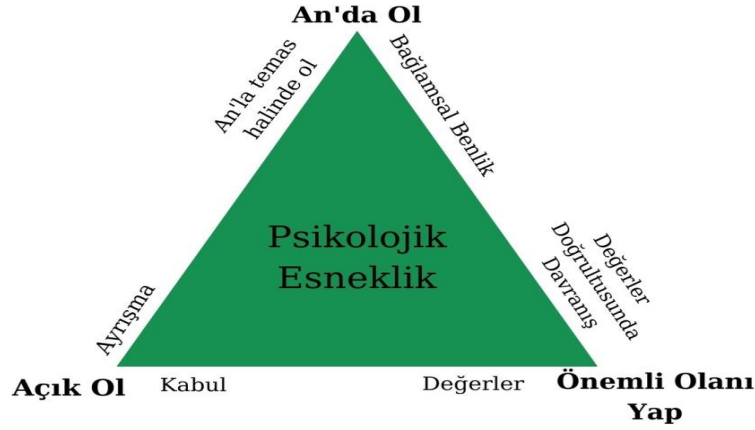 An'da Ol
An'la temas
halinde ol
Bağlamsal Benlik
Psikolojik
Esneklik
Değerler
Doğrultusunda
Davranış
Ayrışma
Açık Ol
Kabul
Değerler
Önemli Olanı
Yap